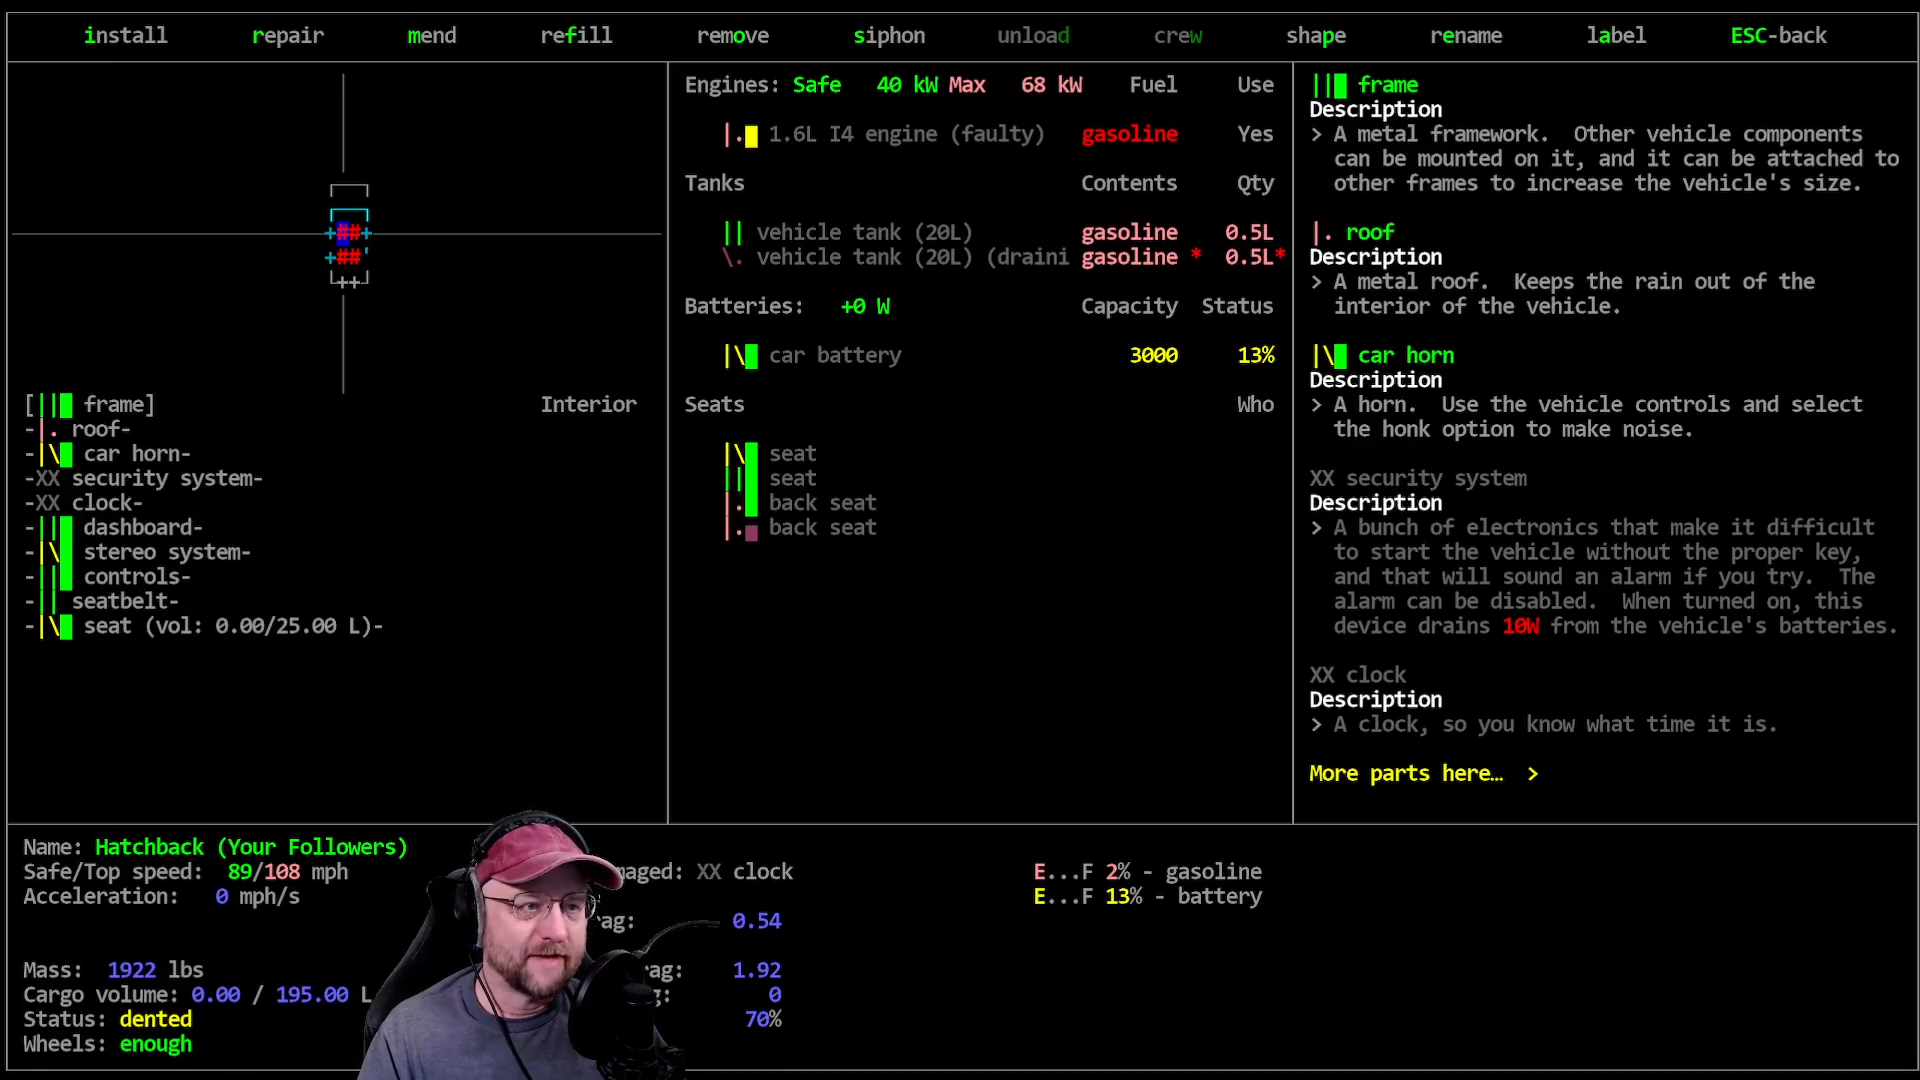 install repair mend refill remove siphon unload crew shape rename label ESC-back
[|| frame] Interior
-|. roof-
-|\ car horn-
-XX security system-
-XX clock-
-|| dashboard-
-|\ stereo system-
-|| controls-
-|| seatbelt-
-|\ seat (vol: 0.00/25.00 L)-
Engines: Safe 40 kW Max 68 kW Fuel Use
|. 1.6L I4 engine (faulty) gasoline Yes
Tanks Contents Qty
|| vehicle tank (20L) gasoline 0.5L
\. vehicle tank (20L) (draini gasoline * 0.5L*
Batteries: +0 W Capacity Status
|\ car battery 3000 13%
Seats Who
|\ seat
|| seat
|. back seat
|. back seat
|| frame
Description
> A metal framework. Other vehicle components
can be mounted on it, and it can be attached to
other frames to increase the vehicle's size.
|. roof
Description
> A metal roof. Keeps the rain out of the
interior of the vehicle.
|\ car horn
Description
> A horn. Use the vehicle controls and select
the honk option to make noise.
XX security system
Description
> A bunch of electronics that make it difficult
to start the vehicle without the proper key,
and that will sound an alarm if you try. The
alarm can be disabled. When turned on, this
device drains 10W from the vehicle's batteries.
XX clock
Description
> A clock, so you know what time it is.
More parts here… >
Name: Hatchback (Your Followers)
Safe/Top speed: 89/108 mph
Acceleration: 0 mph/s
Mass: 1922 lbs
Cargo volume: 0.00 / 195.00 L
Status: dented
Wheels: enough
maged: XX clock
ag: 0.54
ag: 1.92
g: 0
70%
E...F 2% - gasoline
E...F 13% - battery